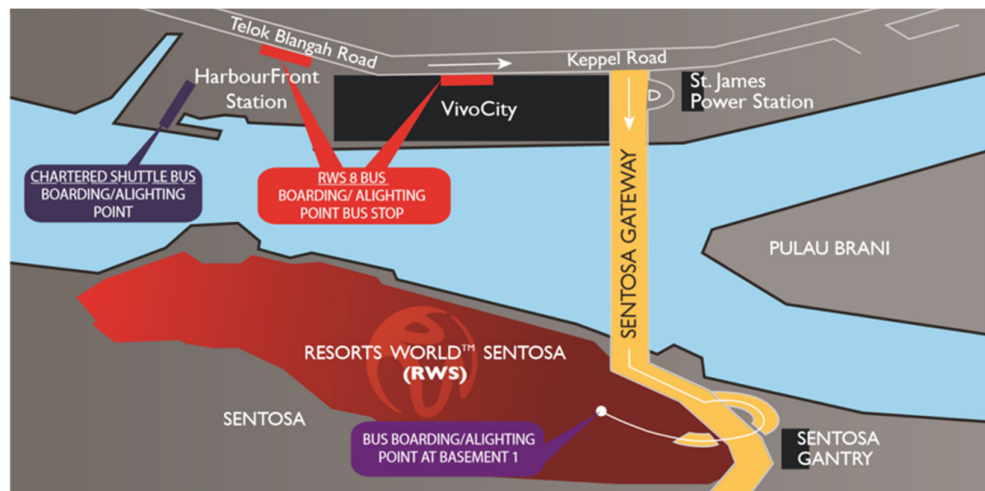 Telok Blangah Road
Keppel Road
HarbourFront
Station
VivoCity
St. James
Power Station
CHARTERED SHUTTLE BUS
BOARDING/ALIGHTING
POINT
RWS 8 BUS
BOARDING/ ALIGHTING
POINT BUS STOP
SENTOSA GATEWAY
PULAU BRANI
RESORTS WORLD™ SENTOSA
(RWS)
SENTOSA
BUS BOARDING/ALIGHTING
POINT AT BASEMENT 1
SENTOSA
GANTRY